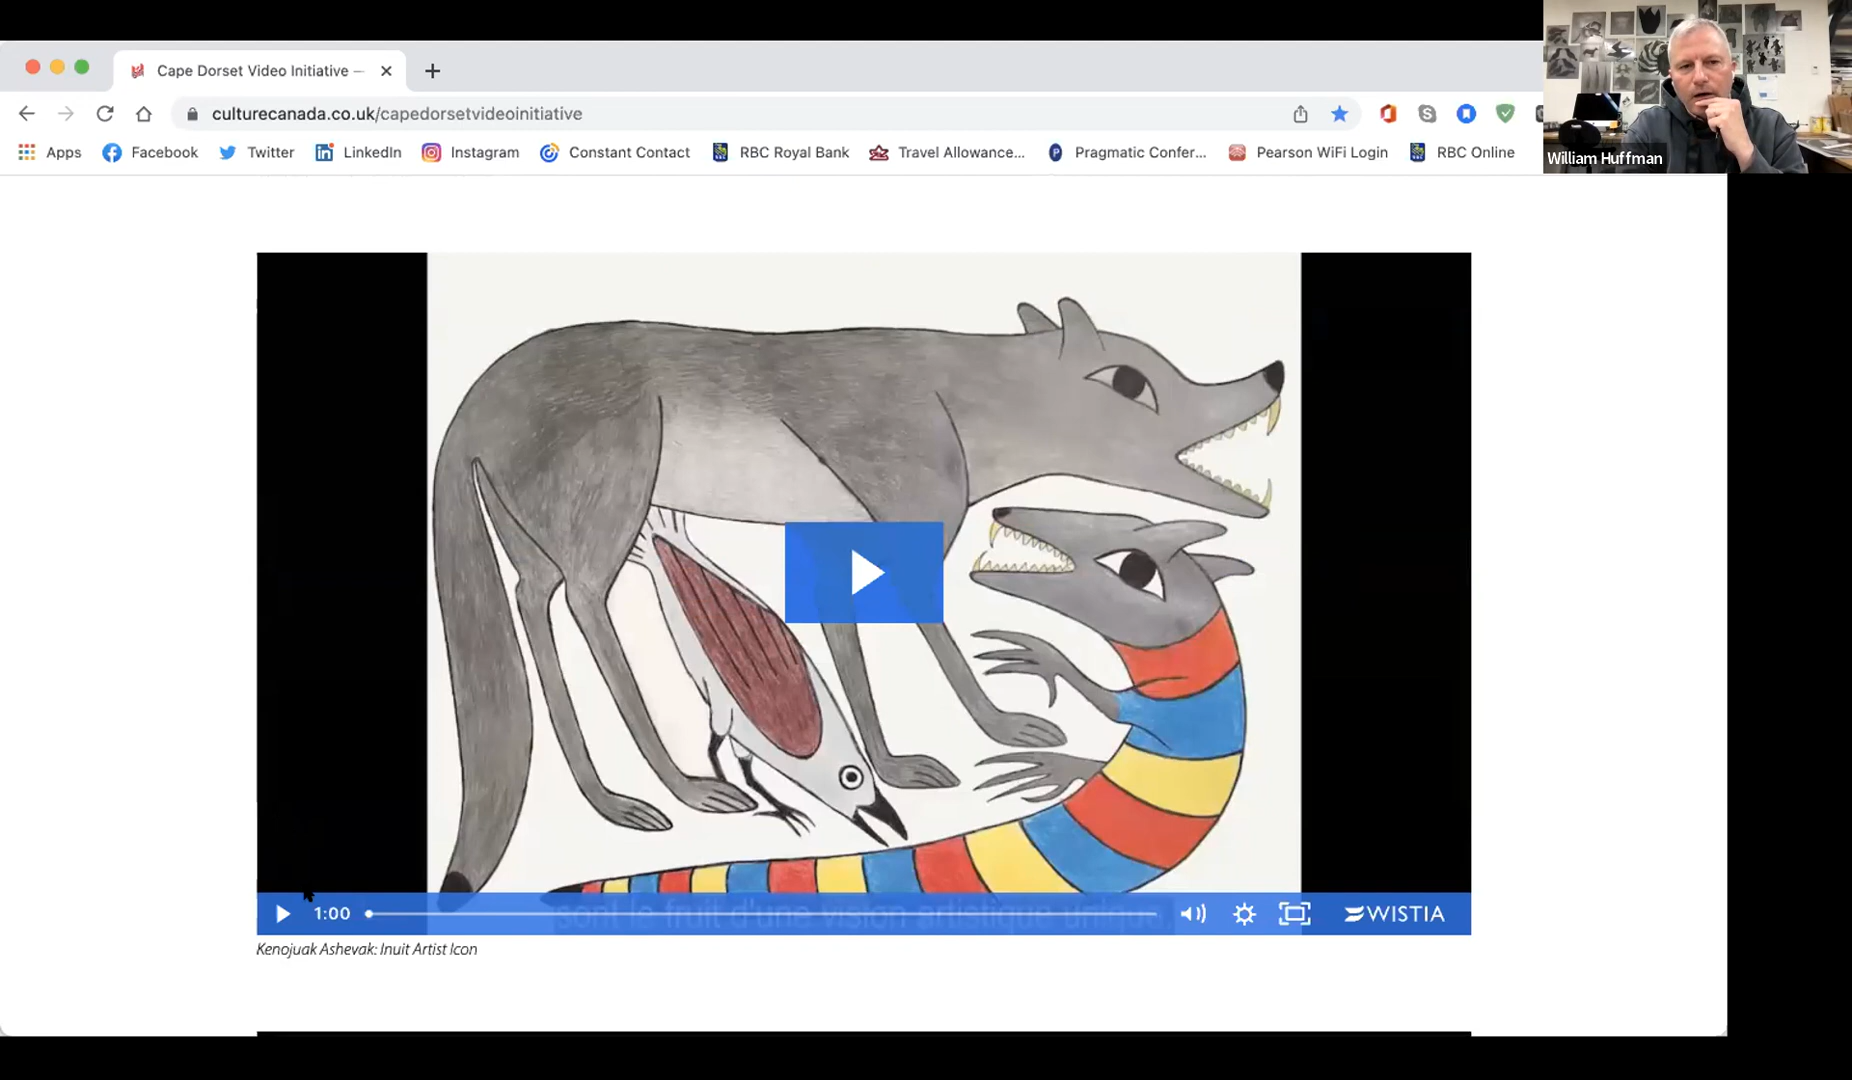 Cape Dorset Video Initiative —
culturecanada.co.uk/capedorsetvideoinitiative
Apps Facebook Twitter LinkedIn Instagram Constant Contact RBC Royal Bank Travel Allowance... Pragmatic Confer... Pearson WiFi Login RBC Online
William Huffman
sont le fruit d'une vision artistique unique.
1:00 WISTIA
Kenojuak Ashevak: Inuit Artist Icon